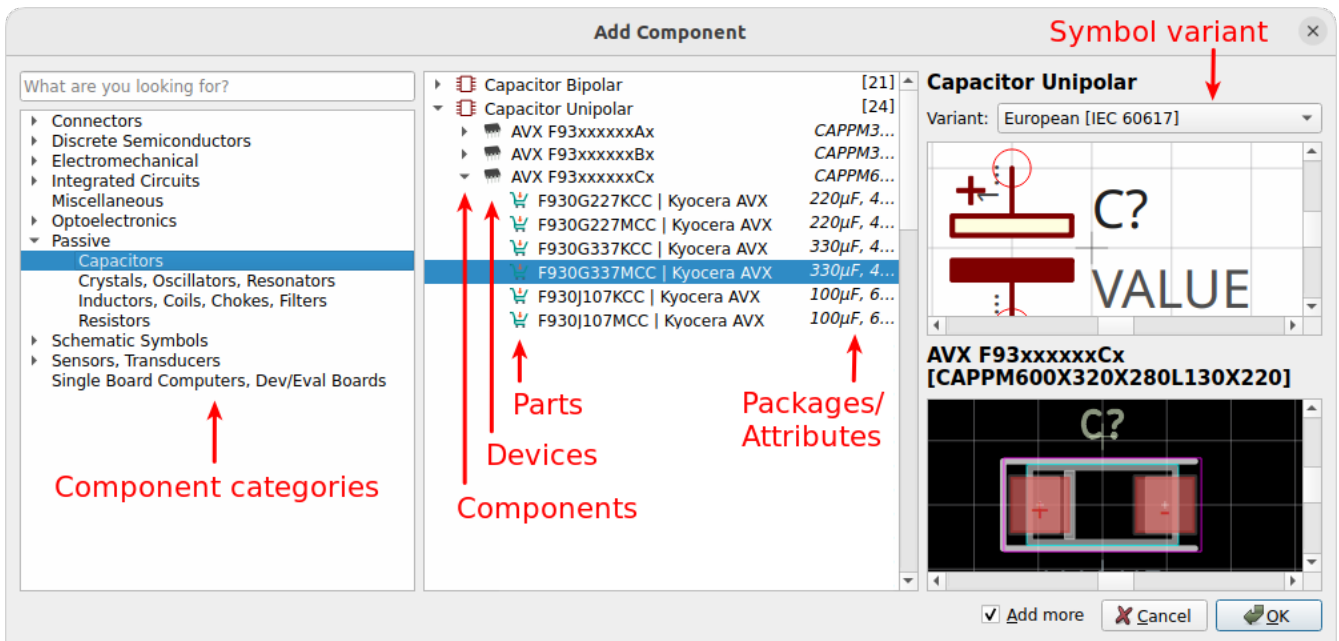 Add Component
Symbol variant
What are you looking for?
Connectors
Discrete Semiconductors
Electromechanical
Integrated Circuits
Miscellaneous
Optoelectronics
Passive
Capacitors
Crystals, Oscillators, Resonators
Inductors, Coils, Chokes, Filters
Resistors
Schematic Symbols
Sensors, Transducers
Single Board Computers, Dev/Eval Boards
Component categories
Capacitor Bipolar [21]
Capacitor Unipolar [24]
AVX F93xxxxxxAx CAPPM3...
AVX F93xxxxxxBx CAPPM3...
AVX F93xxxxxxCx CAPPM6...
F930G227KCC | Kyocera AVX 220µF, 4...
F930G227MCC | Kyocera AVX 220µF, 4...
F930G337KCC | Kyocera AVX 330µF, 4...
F930G337MCC | Kyocera AVX 330µF, 4...
F930J107KCC | Kyocera AVX 100µF, 6...
F930J107MCC | Kyocera AVX 100µF, 6...
Parts
Devices
Components
Packages/
Attributes
Capacitor Unipolar
Variant: European [IEC 60617]
+
C?
VALUE
AVX F93xxxxxxCx
[CAPPM600X320X280L130X220]
C?
+ -
Add more Cancel OK